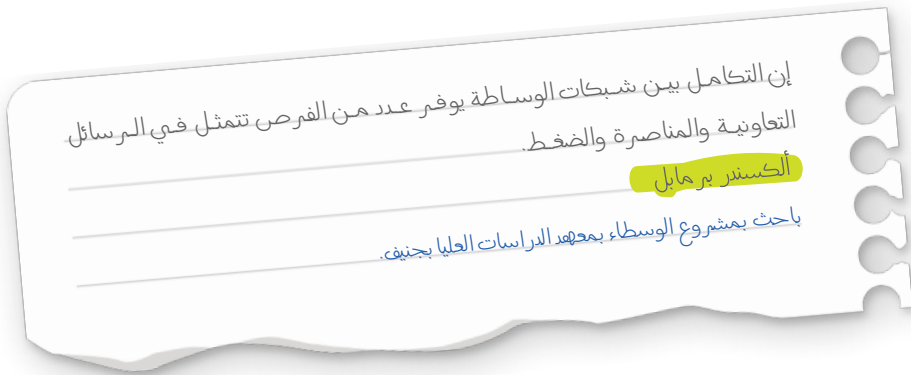 إن التكامل بين شبكات الوساطة يوفر عدد من الفرص تتمثل في الرسائل
التعاونية والمناصرة والضغط.
ألكسندر برمابل
باحث بمشروع الوسطاء بمعهد الدراسات العليا بجنيف.